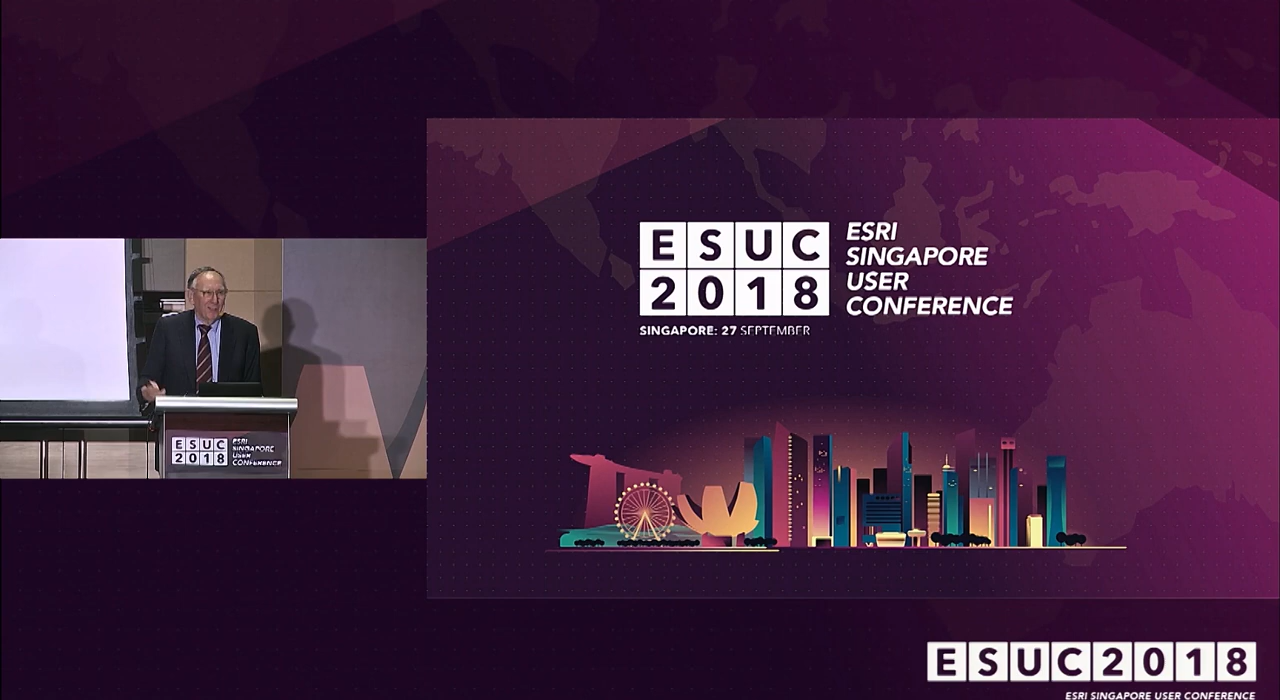 ESUC
2018
ESRI
SINGAPORE
USER
CONFERENCE
SINGAPORE: 27 SEPTEMBER
ESUC
2018
ESRI
SINGAPORE
USER
CONFERENCE
ESUC2018
ESRI SINGAPORE USER CONFERENCE